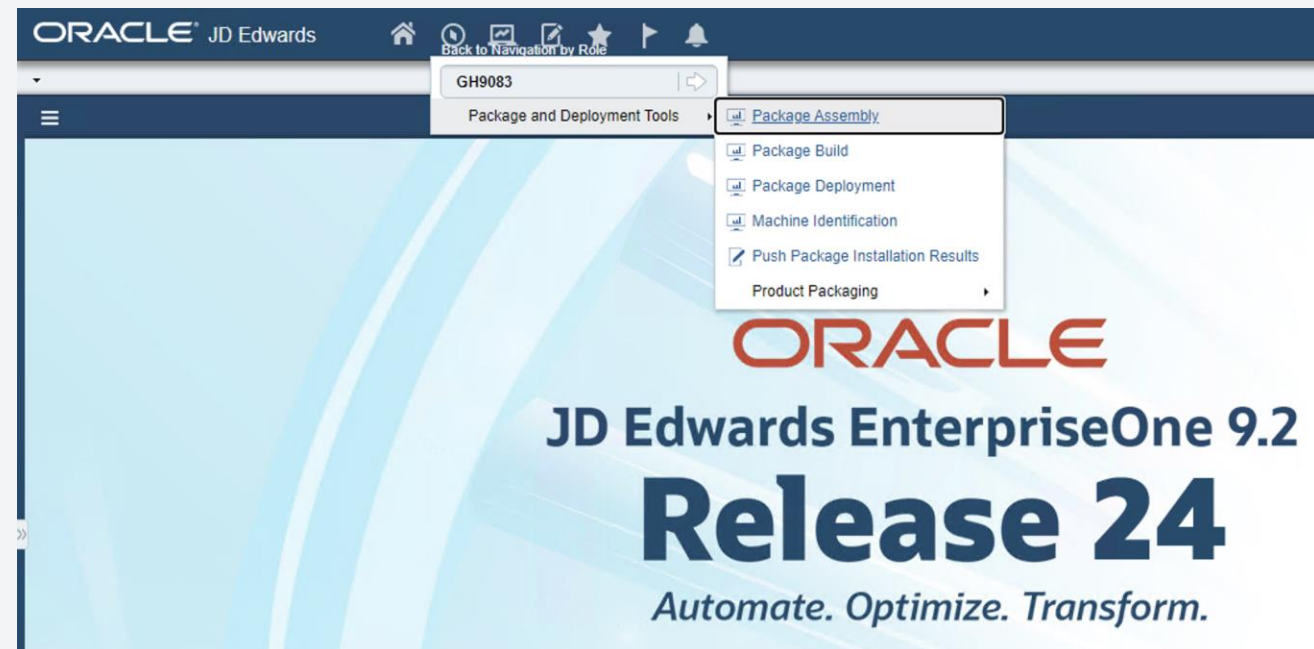 ORACLE® JD Edwards
Back to Navigation by Role
GH9083
Package and Deployment Tools
Package Assembly
Package Build
Package Deployment
Machine Identification
Push Package Installation Results
Product Packaging
ORACLE
JD Edwards EnterpriseOne 9.2
Release 24
Automate. Optimize. Transform.